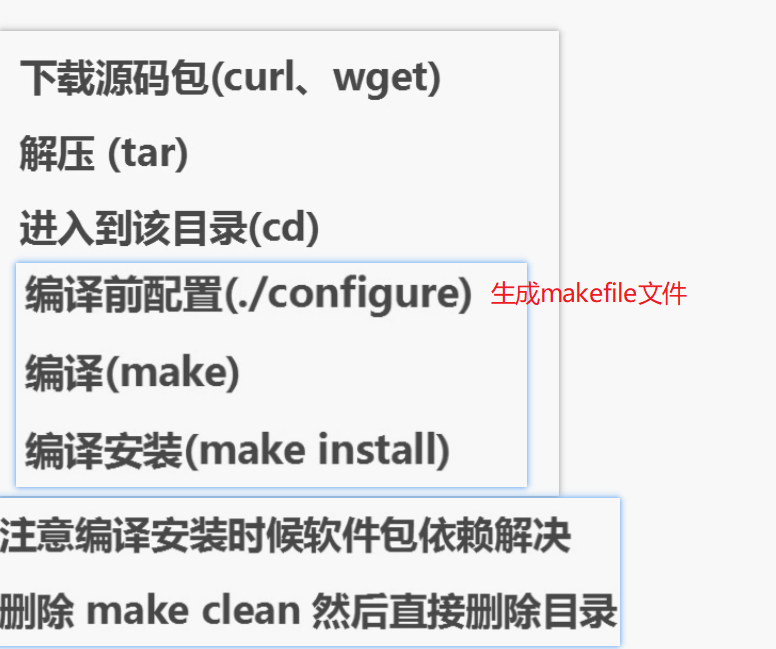 下载源码包(curl、wget)
解压 (tar)
进入到该目录(cd)
编译前配置(./configure) 生成makefile文件
编译(make)
编译安装(make install)
注意编译安装时候软件包依赖解决
删除 make clean 然后直接删除目录